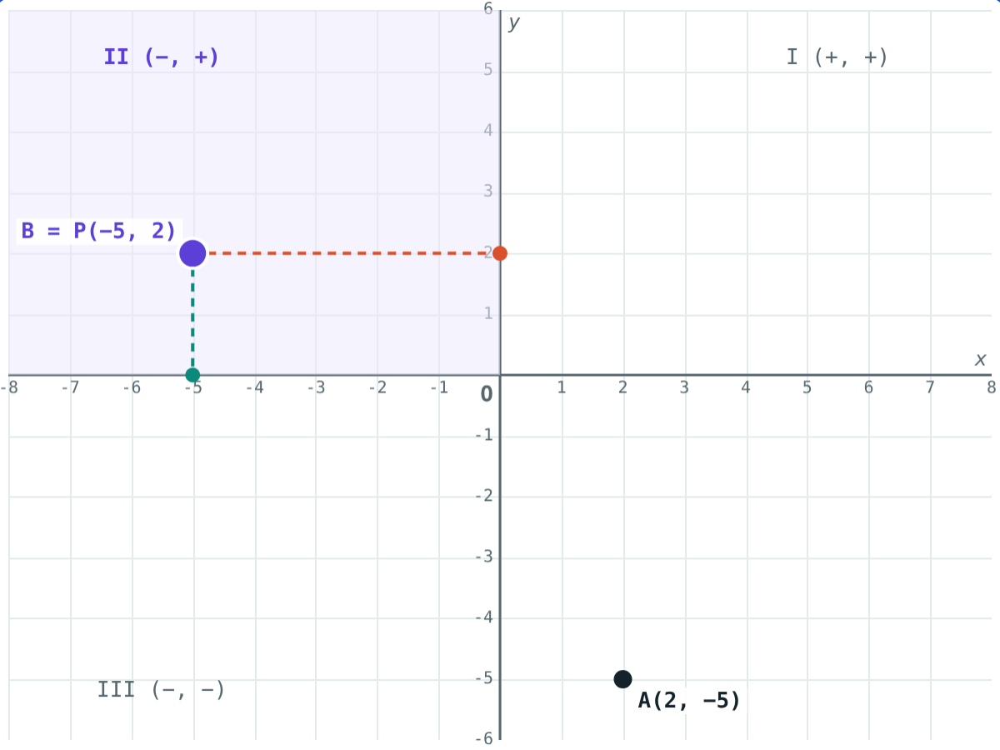 6
y
II (−, +)
I (+, +)
5
4
3
B = P(−5, 2)
2
1
x
-8 -7 -6 -5 -4 -3 -2 -1 0 1 2 3 4 5 6 7 8
-1
-2
-3
-4
-5
III (−, −)
A(2, −5)
-6